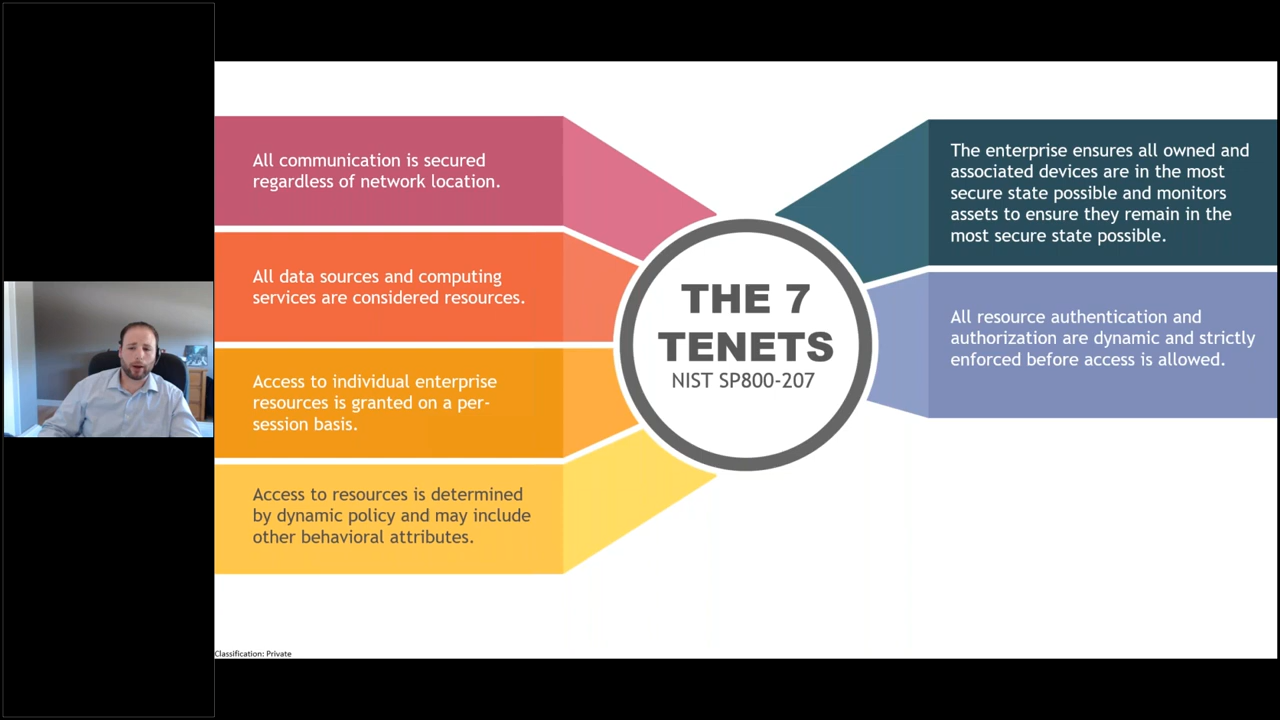 All communication is secured
regardless of network location.
All data sources and computing
services are considered resources.
Access to individual enterprise
resources is granted on a per-
session basis.
Access to resources is determined
by dynamic policy and may include
other behavioral attributes.
THE 7
TENETS
NIST SP800-207
The enterprise ensures all owned and
associated devices are in the most
secure state possible and monitors
assets to ensure they remain in the
most secure state possible.
All resource authentication and
authorization are dynamic and strictly
enforced before access is allowed.
Classification: Private